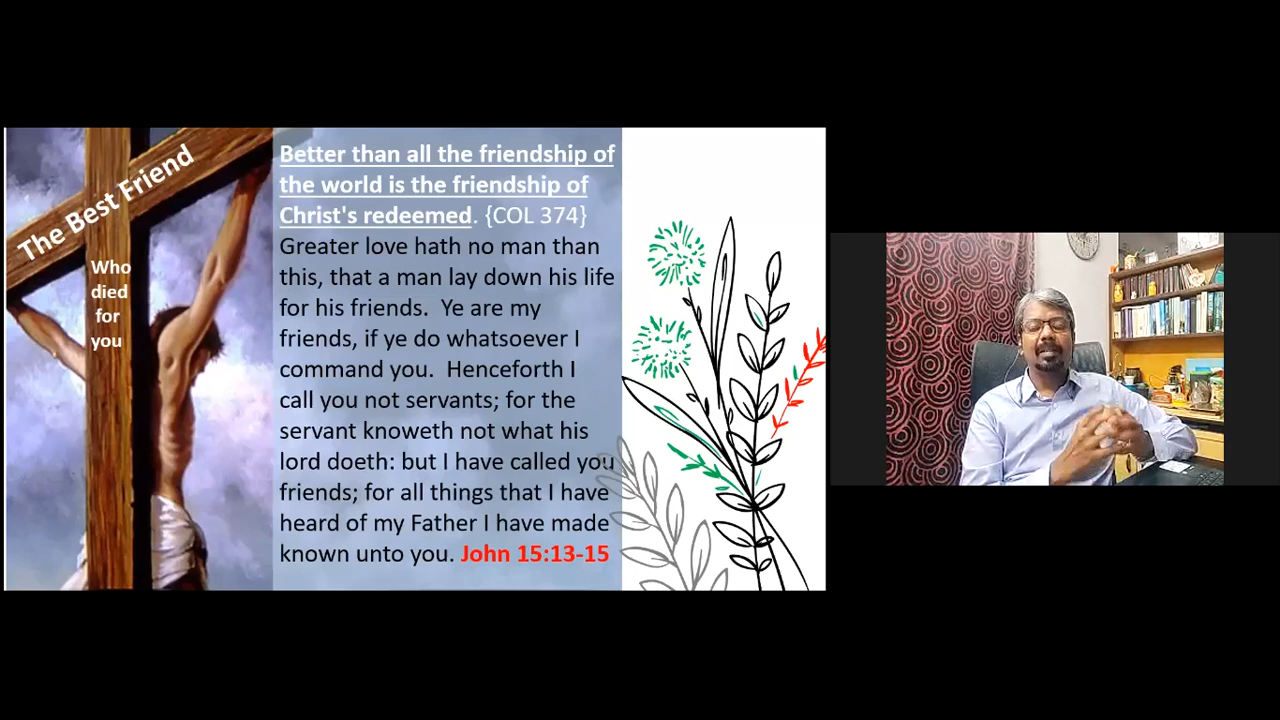 The Best Friend
Who
died
for
you
Better than all the friendship of
the world is the friendship of
Christ's redeemed. {COL 374}
Greater love hath no man than
this, that a man lay down his life
for his friends.  Ye are my
friends, if ye do whatsoever I
command you.  Henceforth I
call you not servants; for the
servant knoweth not what his
lord doeth: but I have called you
friends; for all things that I have
heard of my Father I have made
known unto you. John 15:13-15